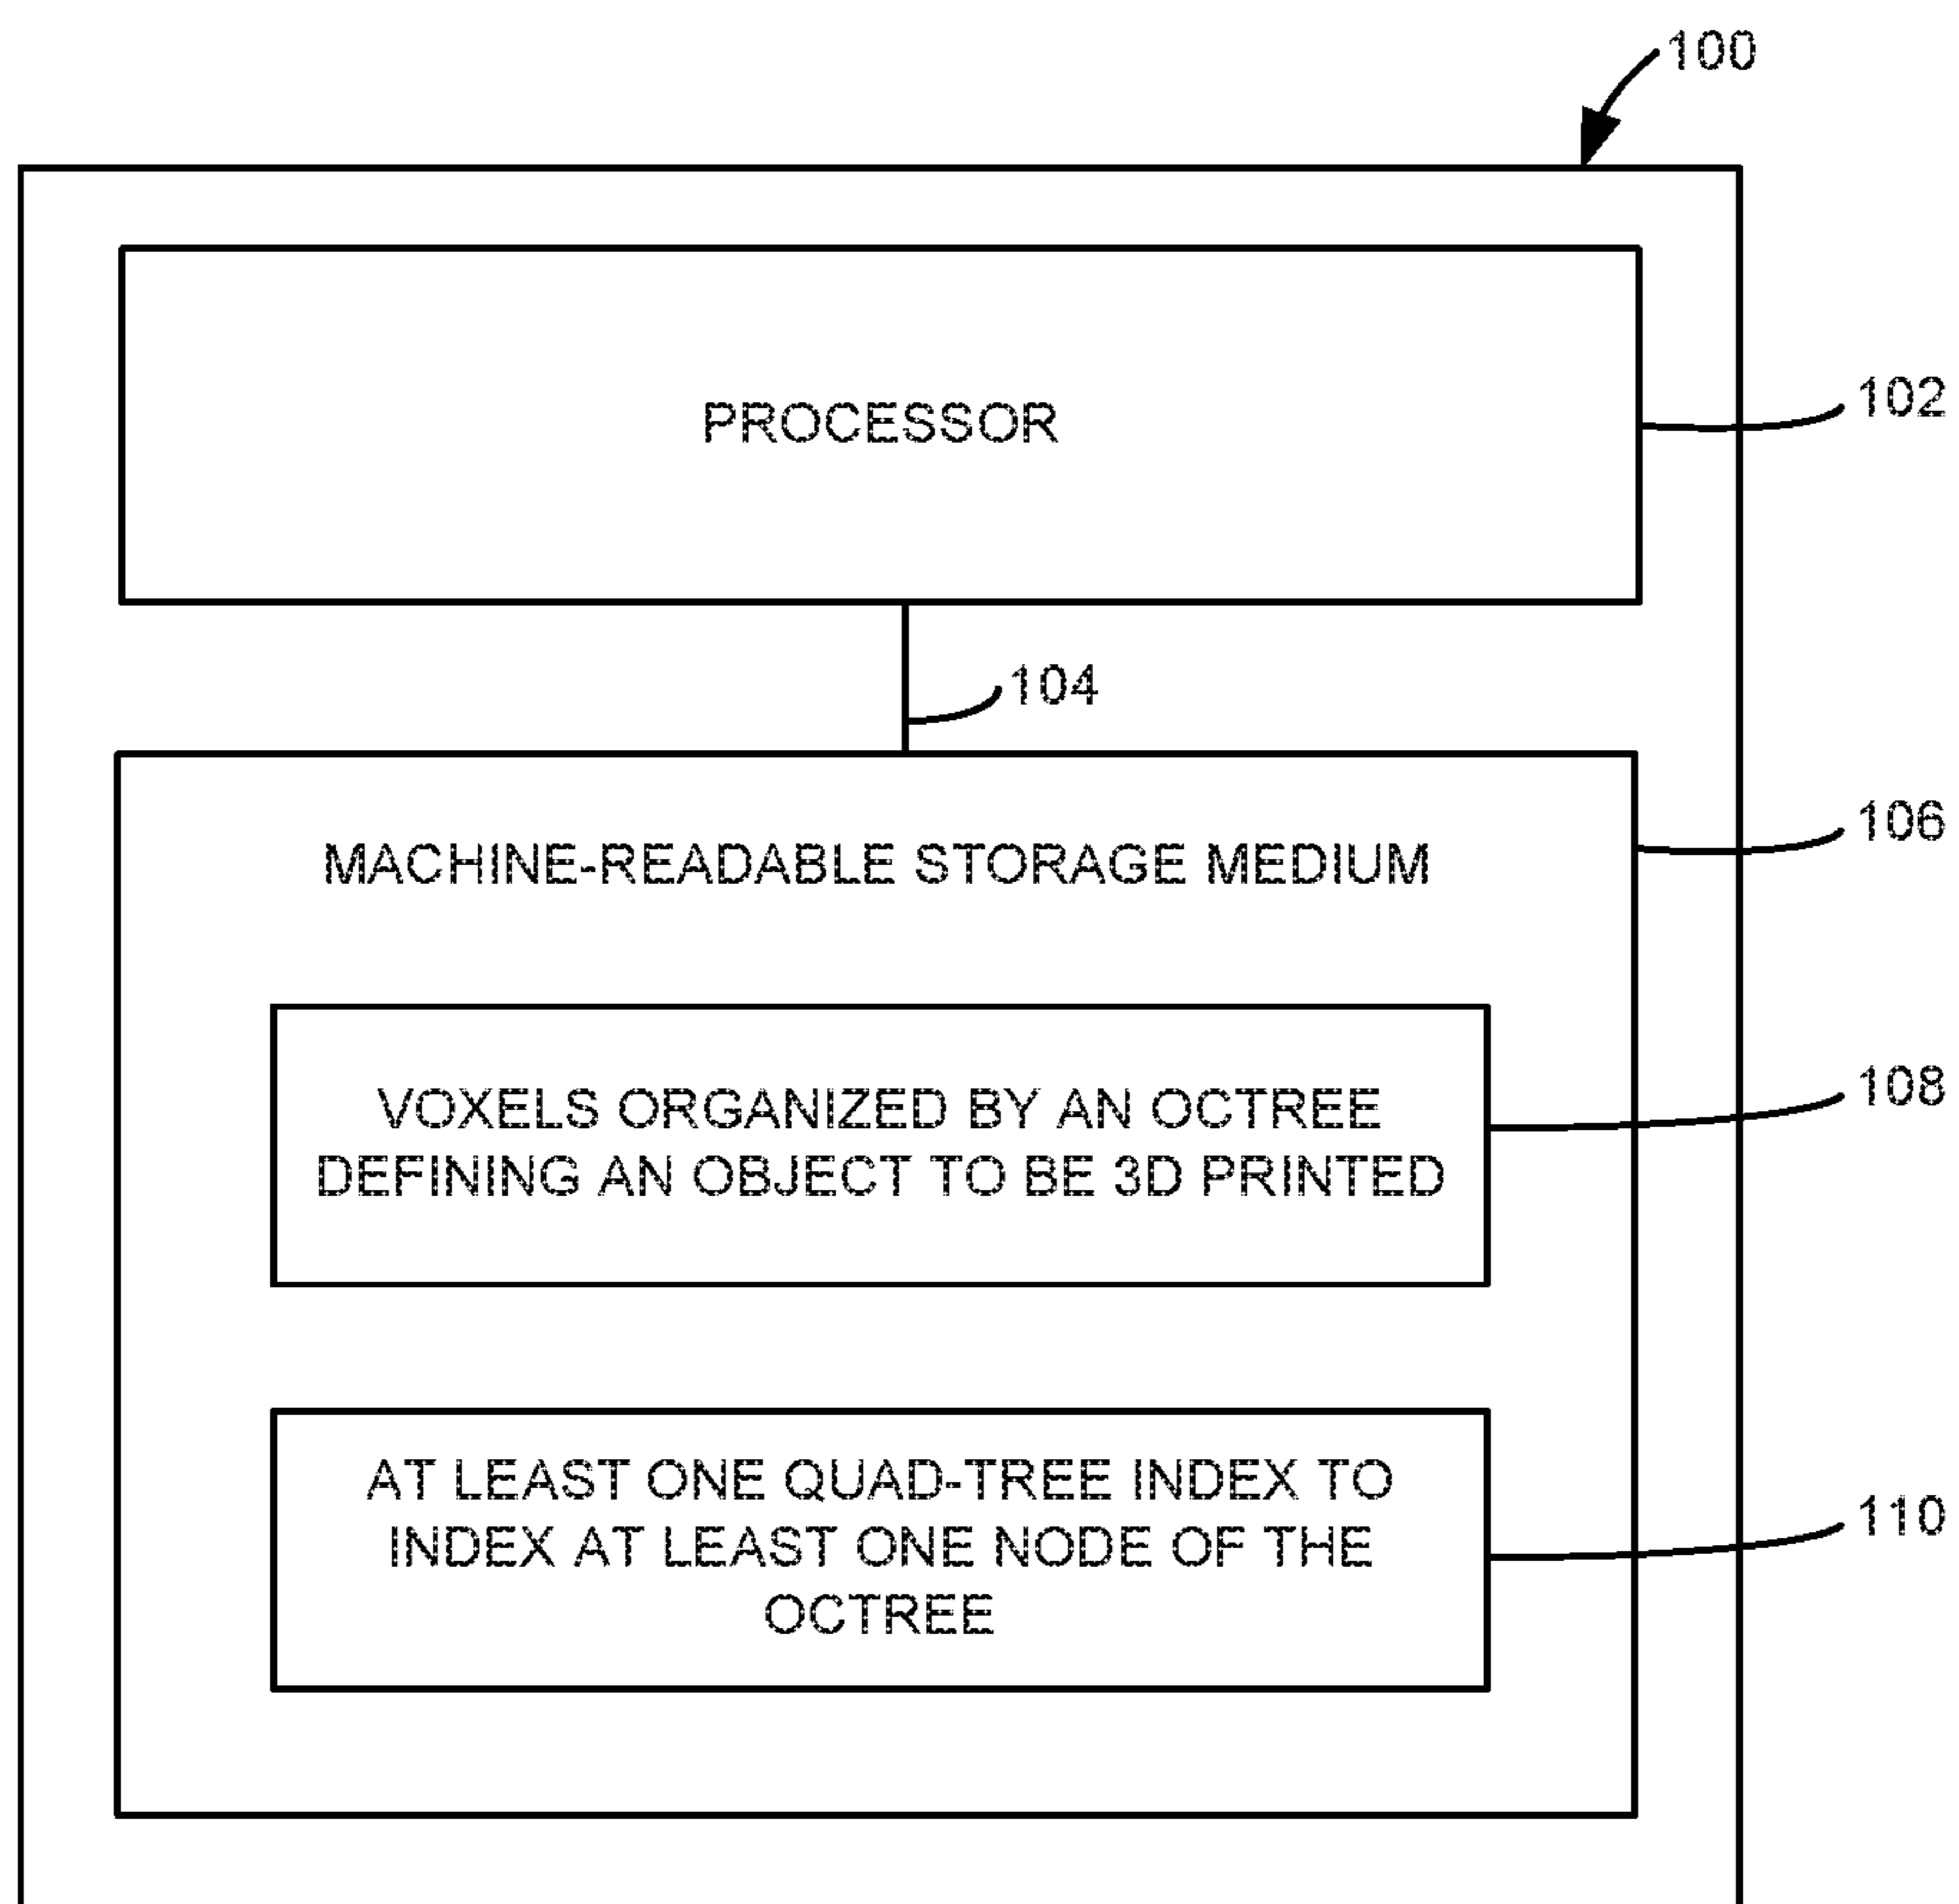 100
PROCESSOR
102
104
106
MACHINE-READABLE STORAGE MEDIUM
VOXELS ORGANIZED BY AN OCTREE
DEFINING AN OBJECT TO BE 3D PRINTED
108
AT LEAST ONE QUAD-TREE INDEX TO
INDEX AT LEAST ONE NODE OF THE
OCTREE
110